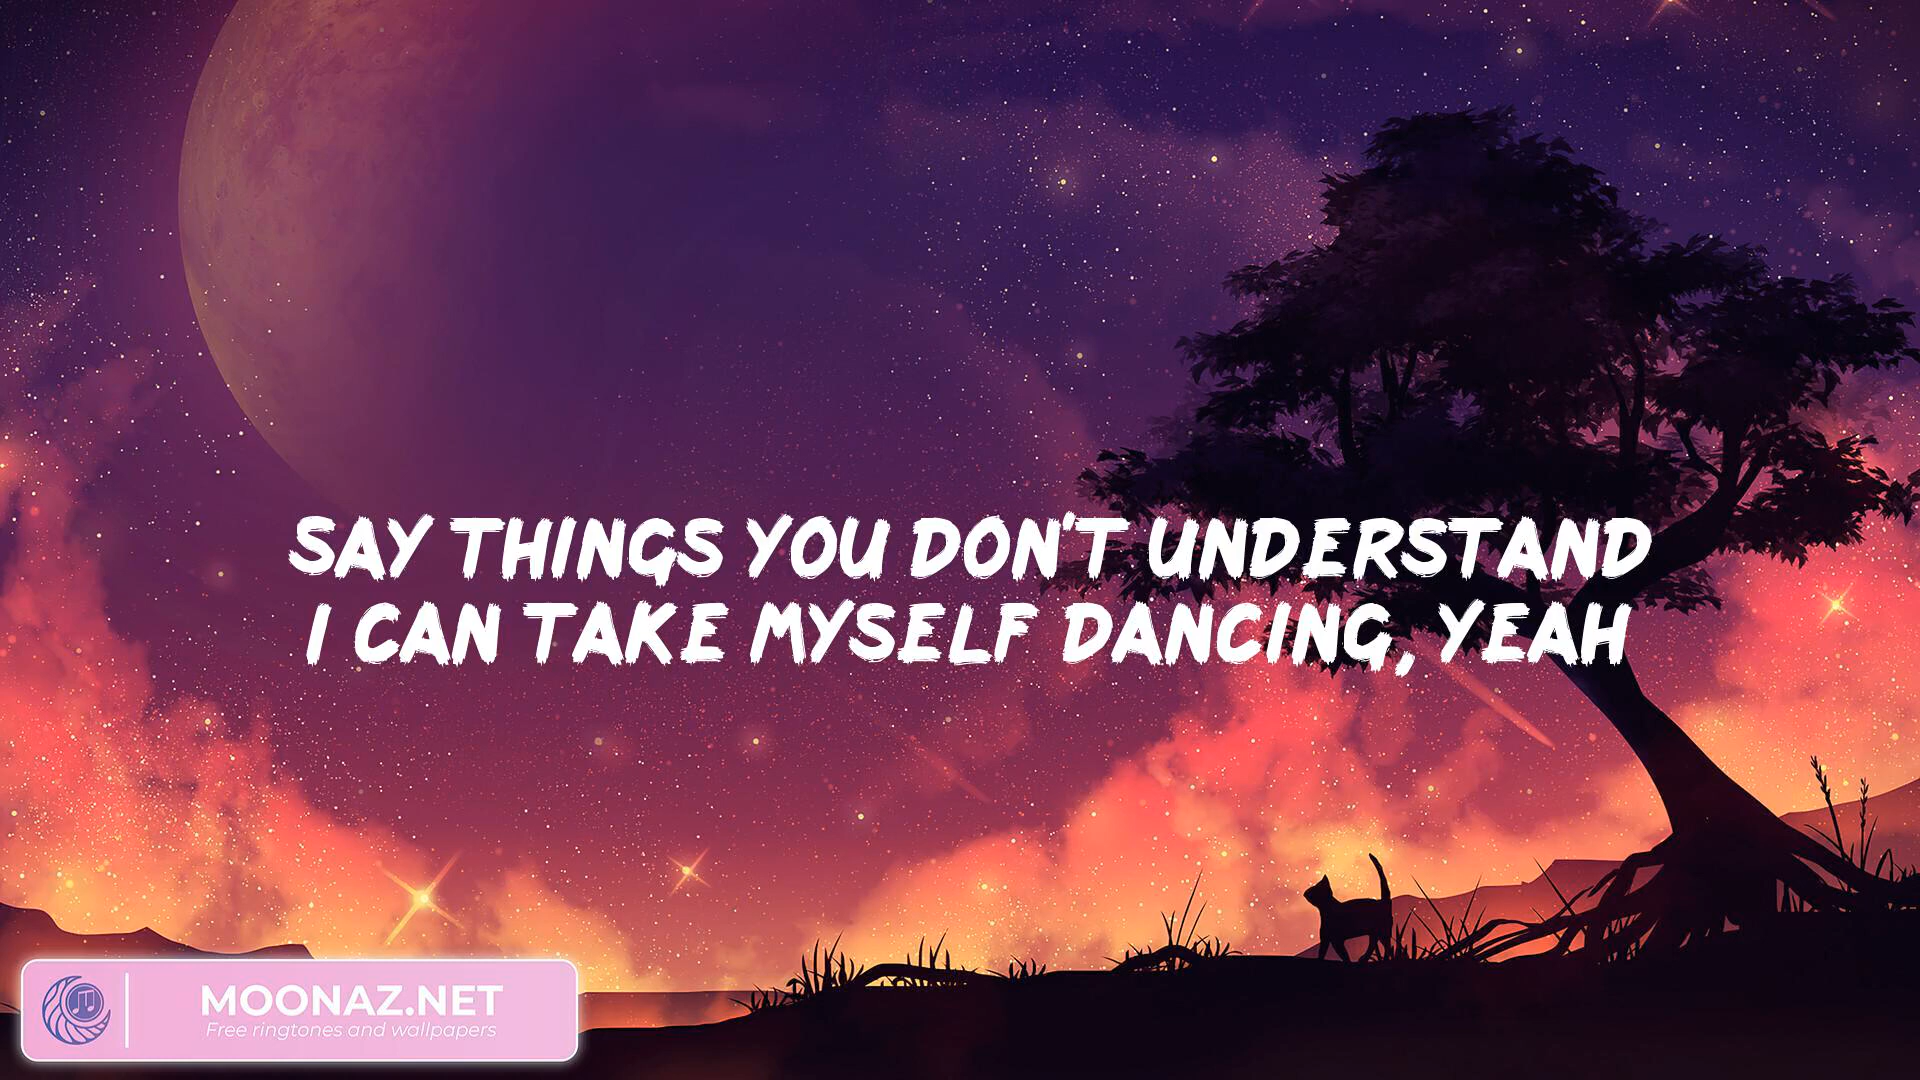 SAY THINGS YOU DON'T UNDERSTAND
I CAN TAKE MYSELF DANCING, YEAH
MOONAZ.NET
Free ringtones and wallpapers